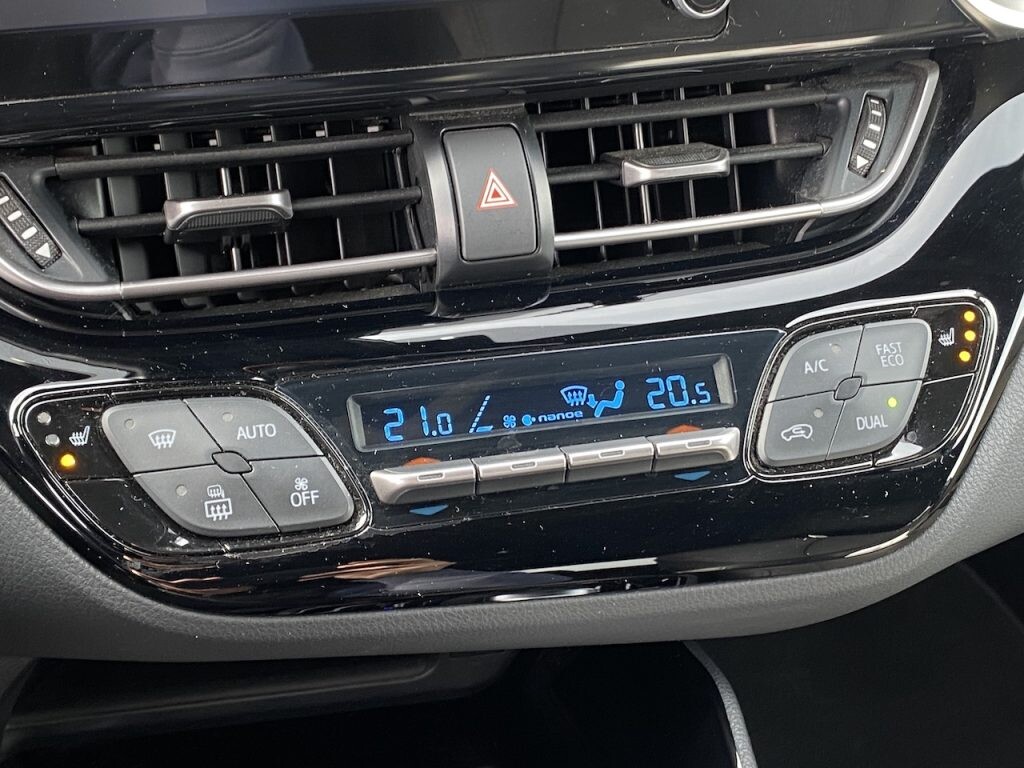 21.0
nanoe
20.5
AUTO
OFF
A/C
FAST
ECO
DUAL